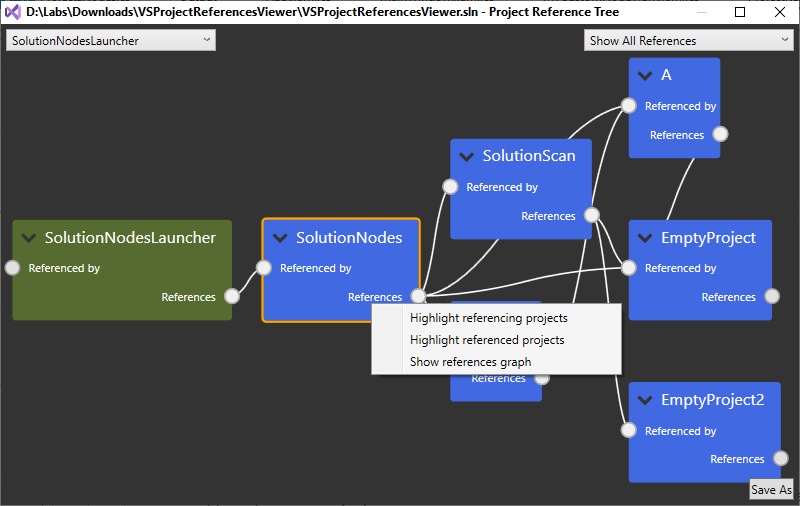 D:\Labs\Downloads\VSProjectReferencesViewer\VSProjectReferencesViewer.sln - Project Reference Tree
SolutionNodesLauncher
Show All References
A
Referenced by
References
SolutionScan
Referenced by
References
SolutionNodesLauncher
Referenced by
References
SolutionNodes
Referenced by
References
EmptyProject
Referenced by
References
Highlight referencing projects
Highlight referenced projects
Show references graph
References
EmptyProject2
Referenced by
References
Save As